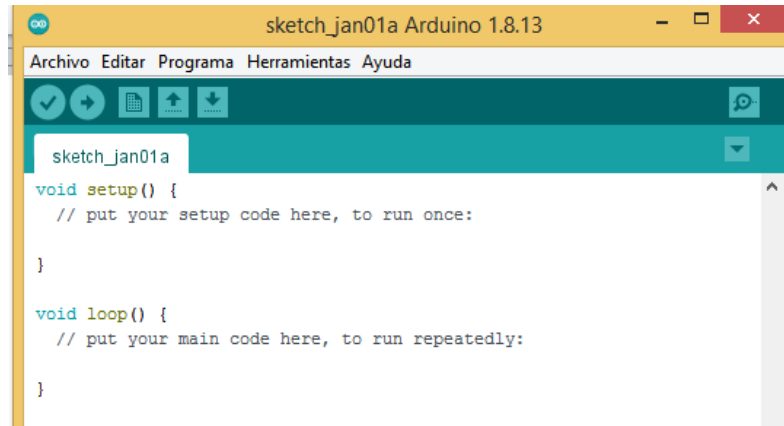 sketch_jan01a Arduino 1.8.13
Archivo Editar Programa Herramientas Ayuda
sketch_jan01a
void setup() {
  // put your setup code here, to run once:
}
void loop() {
  // put your main code here, to run repeatedly:
}